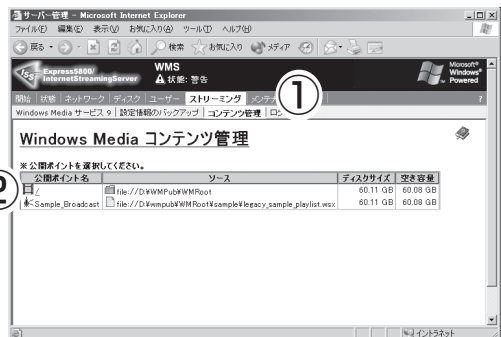 サーバー管理 - Microsoft Internet Explorer
ファイル(F) 編集(E) 表示(V) お気に入り(A) ツール(T) ヘルプ(H)
戻る 検索 お気に入り メディア
Express5800/
InternetStreamingServer
WMS
状態: 警告
Microsoft
Windows
Powered
開始 状態 ネットワーク ディスク ユーザー ストリーミング
?
Windows Media サービス 9 設定情報のバックアップ コンテンツ管理
①
Windows Media コンテンツ管理
※公開ポイントを選択してください。
公開ポイント名 ソース ディスクサイズ 空き容量
/ file://D:¥WMPub¥WMRoot 60.11 GB 60.08 GB
Sample_Broadcast file://D:¥wmpub¥WMRoot¥sample¥legacy_sample_playlist.wsx 60.11 GB 60.08 GB
イントラネット